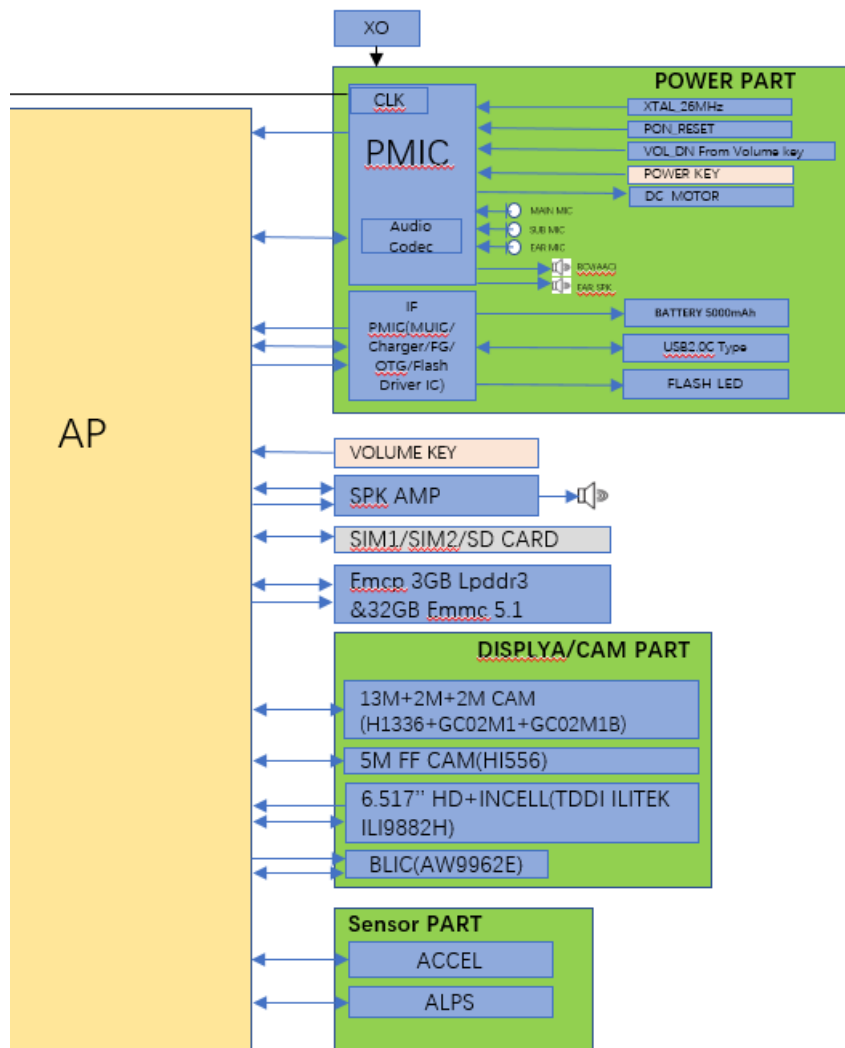 XO
POWER PART
CLK
PMIC
XTAL_26MHz
PON_RESET
VOL_DN From Volume key
POWER KEY
DC MOTOR
Audio
Codec
MAIN MIC
SUB MIC
EAR MIC
RCV(AAC)
EAR SPK
IF
PMIC(MUIC/
Charger/FG/
OTG/Flash
Driver IC)
BATTERY 5000mAh
USB2.0C Type
FLASH LED
AP
VOLUME KEY
SPK AMP
SIM1/SIM2/SD CARD
Emcp 3GB Lpddr3
&32GB Emmc 5.1
DISPLYA/CAM PART
13M+2M+2M CAM
(H1336+GC02M1+GC02M1B)
5M FF CAM(HI556)
6.517'' HD+INCELL(TDDI ILITEK
ILI9882H)
BLIC(AW9962E)
Sensor PART
ACCEL
ALPS